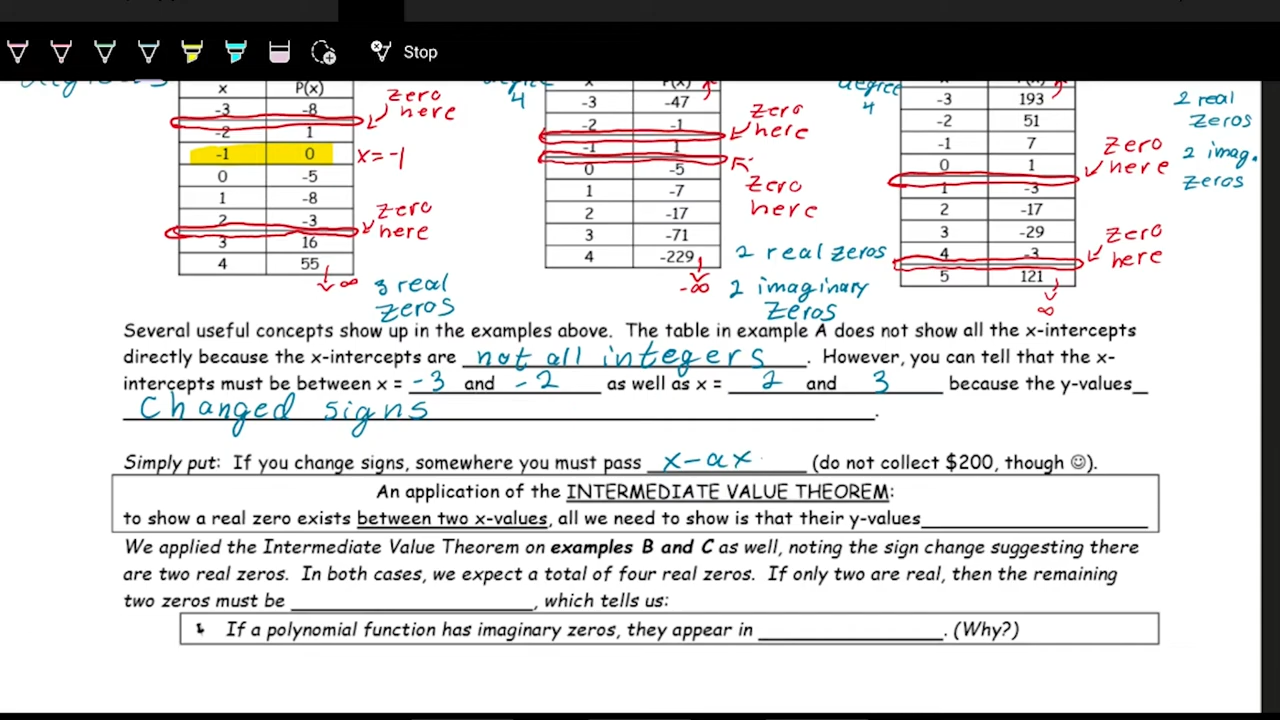 Stop
degree
4
degree
4
x P(x)
-3 -8
-2 1
-1 0
0 -5
1 -8
2 -3
3 16
4 55
zero
here
x = -1
zero
here
∞
3 real
zeros
x P(x)
-3 -47
-2 -1
-1 1
0 -5
1 -7
2 -17
3 -71
4 -229
zero
here
zero
here
-∞
2 real zeros
2 imaginary
zeros
-3 193
-2 51
-1 7
0 1
1 -3
2 -17
3 -29
4 -3
5 121
zero
here
zero
here
∞
2 real
zeros
2 imag.
zeros
Several useful concepts show up in the examples above. The table in example A does not show all the x-intercepts
directly because the x-intercepts are not all integers. However, you can tell that the x-
intercepts must be between x = -3 and -2 as well as x = 2 and 3 because the y-values
Changed signs.
Simply put: If you change signs, somewhere you must pass x-ax (do not collect $200, though ☺).
An application of the INTERMEDIATE VALUE THEOREM:
to show a real zero exists between two x-values, all we need to show is that their y-values
We applied the Intermediate Value Theorem on examples B and C as well, noting the sign change suggesting there
are two real zeros. In both cases, we expect a total of four real zeros. If only two are real, then the remaining
two zeros must be , which tells us:
If a polynomial function has imaginary zeros, they appear in . (Why?)